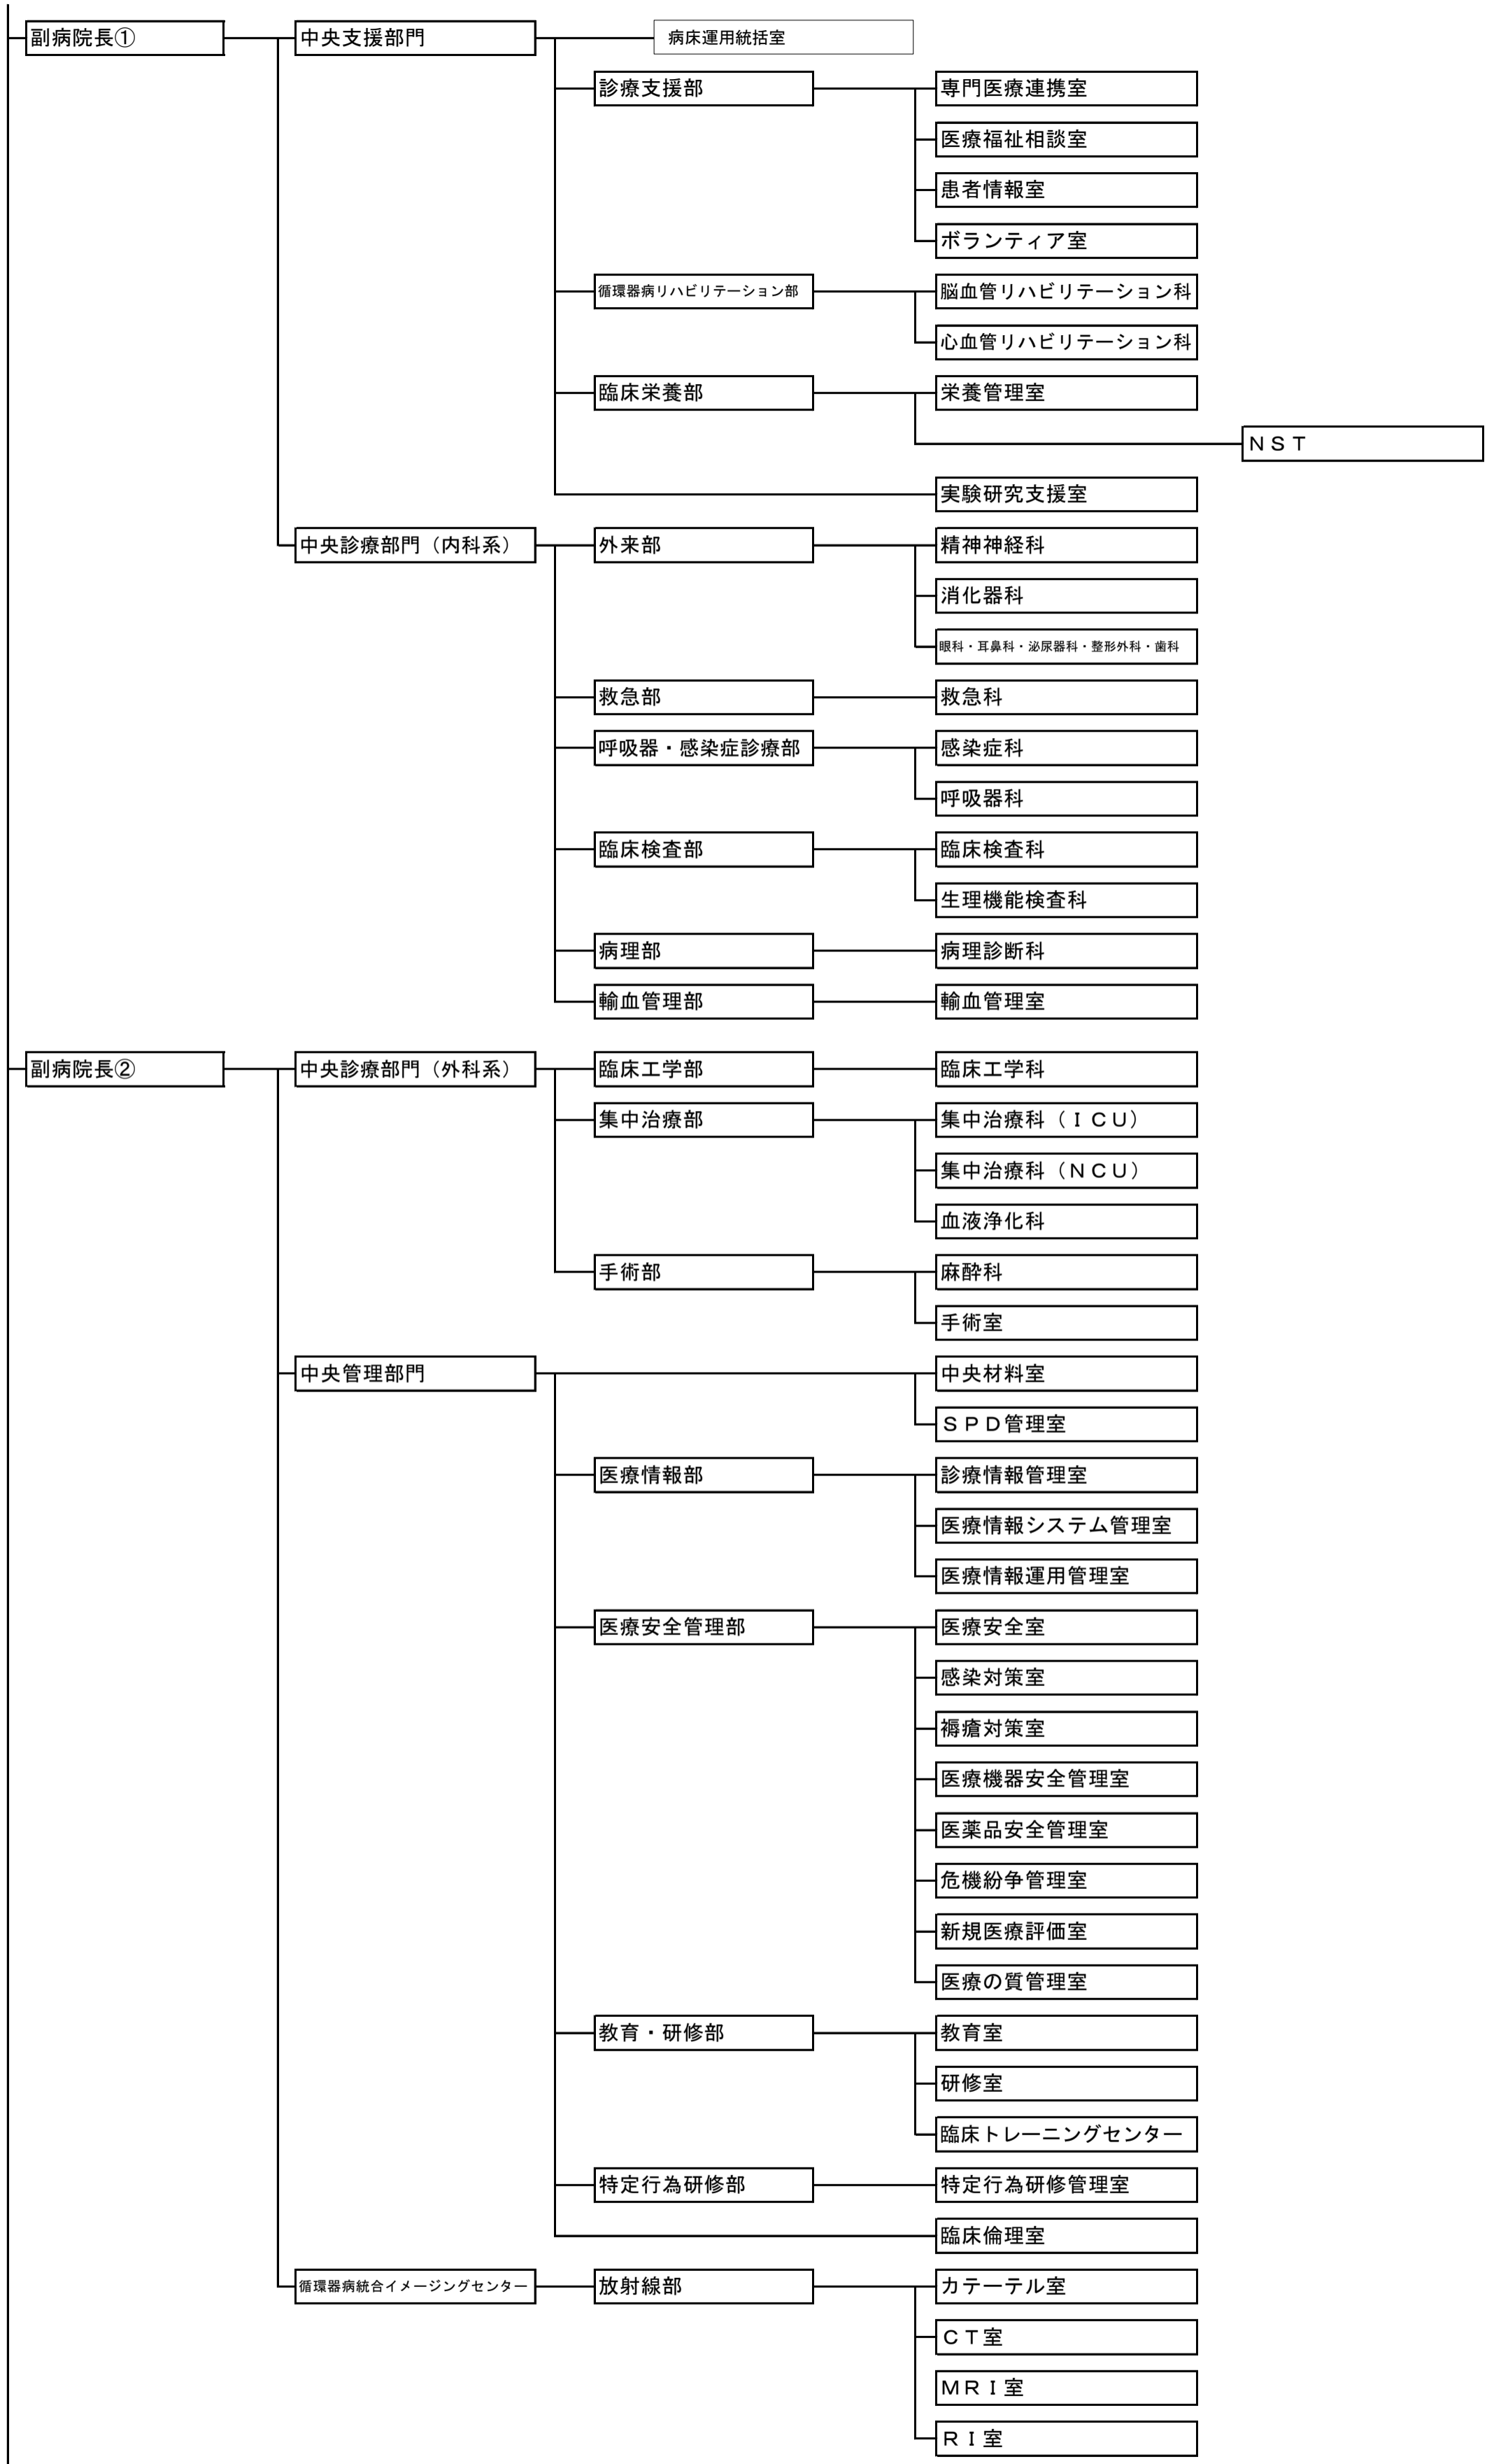 副病院長①
中央支援部門
病床運用統括室
診療支援部
専門医療連携室
医療福祉相談室
患者情報室
ボランティア室
循環器病リハビリテーション部
脳血管リハビリテーション科
心血管リハビリテーション科
臨床栄養部
栄養管理室
ＮＳＴ
実験研究支援室
中央診療部門（内科系）
外来部
精神神経科
消化器科
眼科・耳鼻科・泌尿器科・整形外科・歯科
救急部
救急科
呼吸器・感染症診療部
感染症科
呼吸器科
臨床検査部
臨床検査科
生理機能検査科
病理部
病理診断科
輸血管理部
輸血管理室
副病院長②
中央診療部門（外科系）
臨床工学部
臨床工学科
集中治療部
集中治療科（ＩＣＵ）
集中治療科（ＮＣＵ）
血液浄化科
手術部
麻酔科
手術室
中央管理部門
中央材料室
ＳＰＤ管理室
医療情報部
診療情報管理室
医療情報システム管理室
医療情報運用管理室
医療安全管理部
医療安全室
感染対策室
褥瘡対策室
医療機器安全管理室
医薬品安全管理室
危機紛争管理室
新規医療評価室
医療の質管理室
教育・研修部
教育室
研修室
臨床トレーニングセンター
特定行為研修部
特定行為研修管理室
臨床倫理室
循環器病統合イメージングセンター
放射線部
カテーテル室
ＣＴ室
ＭＲＩ室
ＲＩ室